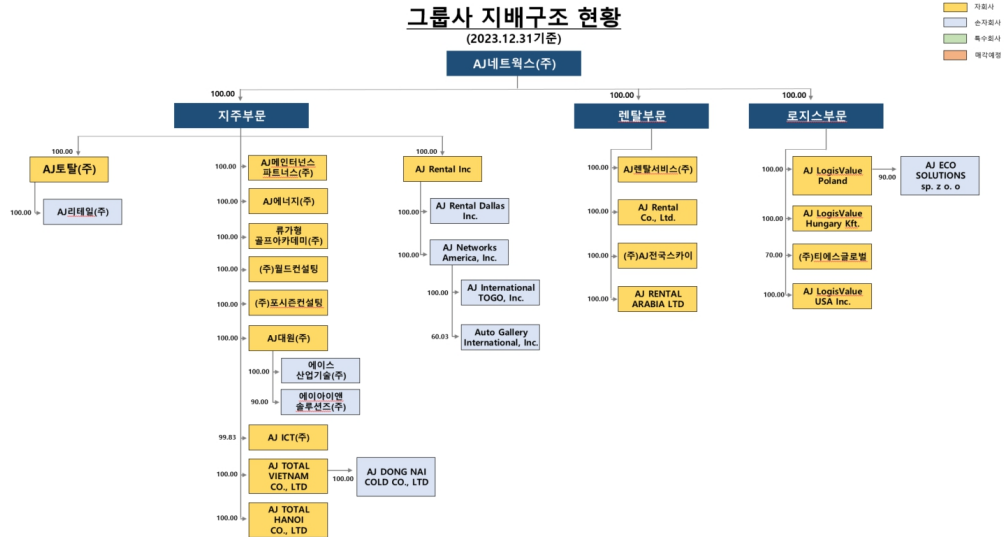 그룹사 지배구조 현황
(2023.12.31기준)
자회사
손자회사
특수회사
매각예정
AJ네트웍스(주)
100.00
100.00
100.00
지주부문
렌탈부문
로지스부문
100.00
AJ토탈(주)
100.00
AJ리테일(주)
100.00
AJ메인터넌스
파트너스(주)
100.00
AJ에너지(주)
100.00
류가형
골프아카데미(주)
100.00
(주)월드컨설팅
100.00
(주)포시즌컨설팅
100.00
AJ대원(주)
100.00
에이스
산업기술(주)
90.00
에이아이앤
솔루션즈(주)
99.83
AJ ICT(주)
100.00
AJ TOTAL
VIETNAM
CO., LTD
100.00
AJ DONG NAI
COLD CO., LTD
100.00
AJ TOTAL
HANOI
CO., LTD
100.00
AJ Rental Inc
100.00
AJ Rental Dallas
Inc.
100.00
AJ Networks
America, Inc.
100.00
AJ International
TOGO, Inc.
60.03
Auto Gallery
International, Inc.
100.00
AJ렌탈서비스(주)
100.00
AJ Rental
Co., Ltd.
100.00
(주)AJ전국스카이
100.00
AJ RENTAL
ARABIA LTD
100.00
AJ LogisValue
Poland
90.00
AJ ECO
SOLUTIONS
sp. z o. o
100.00
AJ LogisValue
Hungary Kft.
70.00
(주)티에스글로벌
100.00
AJ LogisValue
USA Inc.